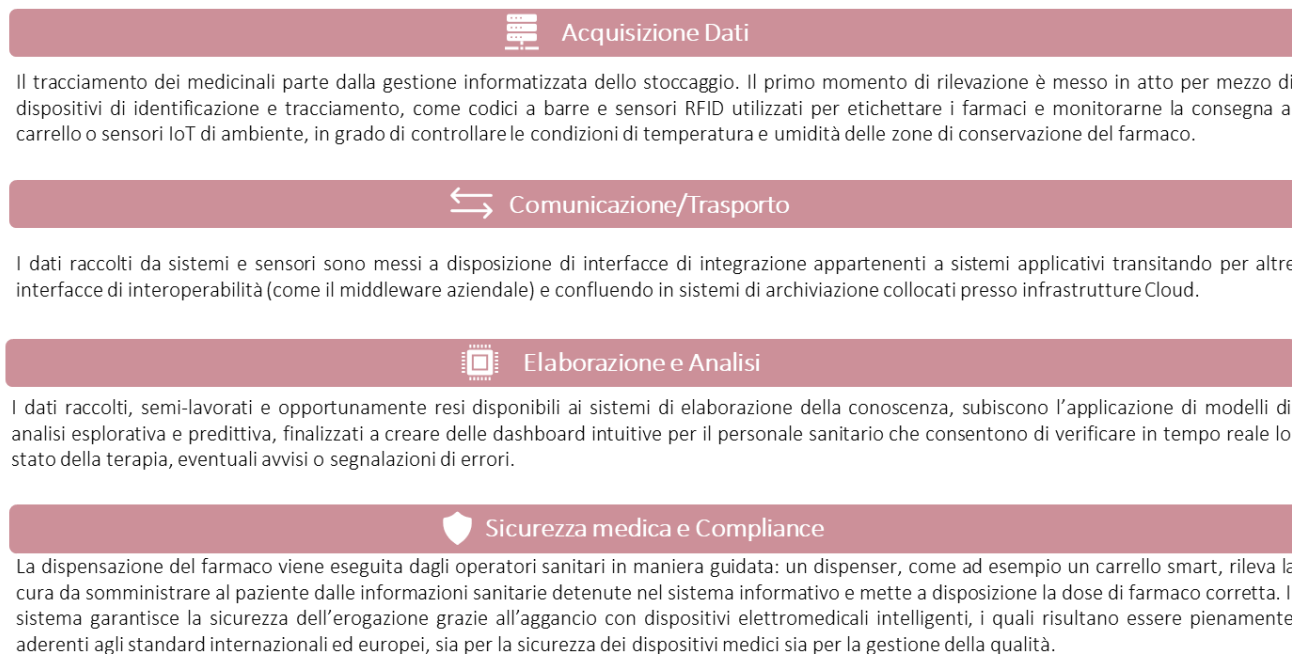 Acquisizione Dati
Il tracciamento dei medicinali parte dalla gestione informatizzata dello stoccaggio. Il primo momento di rilevazione è messo in atto per mezzo di
dispositivi di identificazione e tracciamento, come codici a barre e sensori RFID utilizzati per etichettare i farmaci e monitorarne la consegna a
carrello o sensori IoT di ambiente, in grado di controllare le condizioni di temperatura e umidità delle zone di conservazione del farmaco.
Comunicazione/Trasporto
I dati raccolti da sistemi e sensori sono messi a disposizione di interfacce di integrazione appartenenti a sistemi applicativi transitando per altre
interfacce di interoperabilità (come il middleware aziendale) e confluendo in sistemi di archiviazione collocati presso infrastrutture Cloud.
Elaborazione e Analisi
I dati raccolti, semi-lavorati e opportunamente resi disponibili ai sistemi di elaborazione della conoscenza, subiscono l’applicazione di modelli di
analisi esplorativa e predittiva, finalizzati a creare delle dashboard intuitive per il personale sanitario che consentono di verificare in tempo reale lo
stato della terapia, eventuali avvisi o segnalazioni di errori.
Sicurezza medica e Compliance
La dispensazione del farmaco viene eseguita dagli operatori sanitari in maniera guidata: un dispenser, come ad esempio un carrello smart, rileva la
cura da somministrare al paziente dalle informazioni sanitarie detenute nel sistema informativo e mette a disposizione la dose di farmaco corretta. I
sistema garantisce la sicurezza dell’erogazione grazie all’aggancio con dispositivi elettromedicali intelligenti, i quali risultano essere pienamente
aderenti agli standard internazionali ed europei, sia per la sicurezza dei dispositivi medici sia per la gestione della qualità.